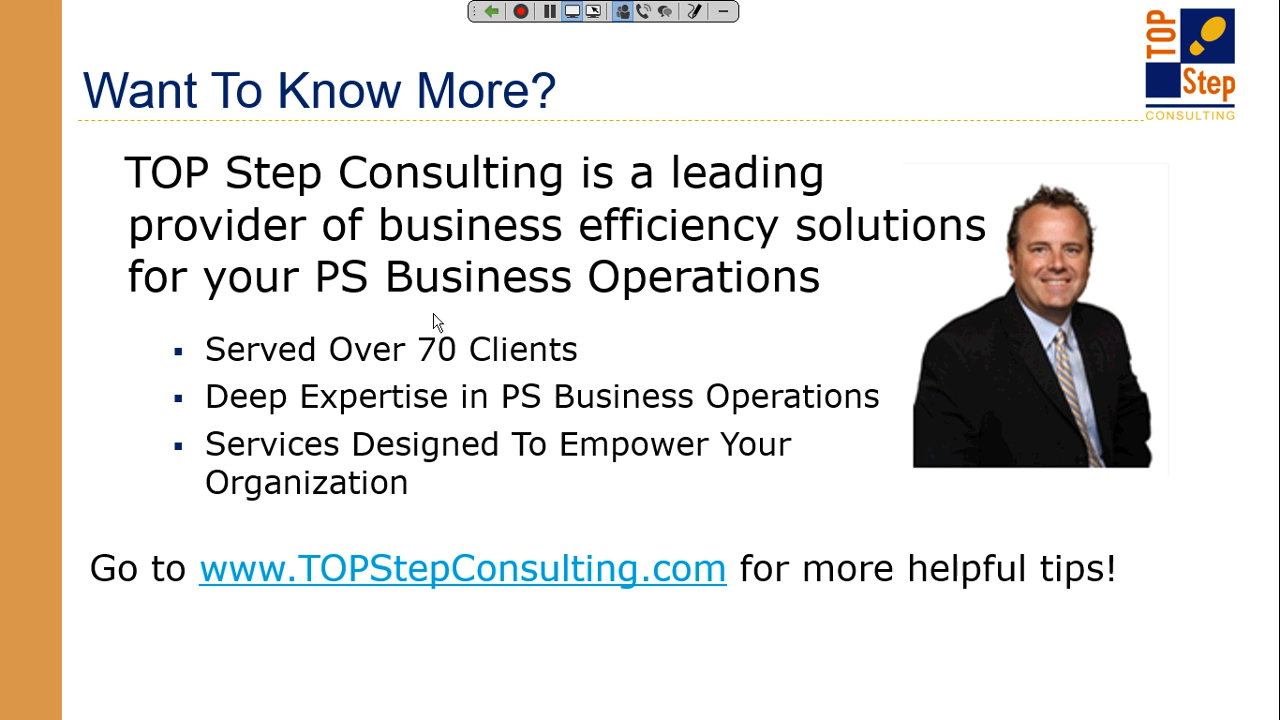 TOP
Step
CONSULTING
Want To Know More?
TOP Step Consulting is a leading
provider of business efficiency solutions
for your PS Business Operations
Served Over 70 Clients
Deep Expertise in PS Business Operations
Services Designed To Empower Your
Organization
Go to www.TOPStepConsulting.com for more helpful tips!